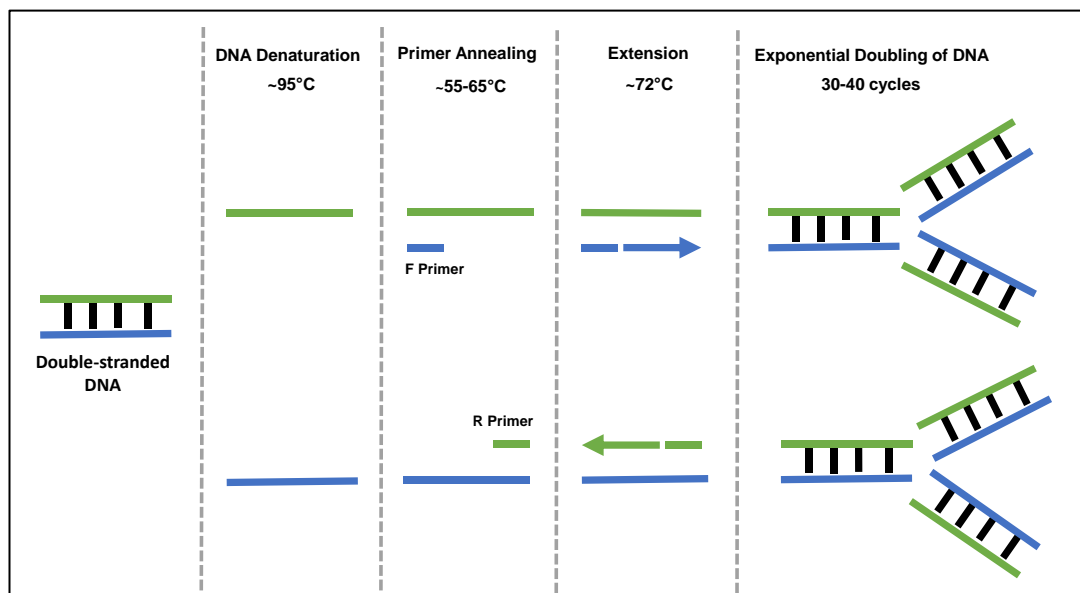 DNA Denaturation
~95°C
Primer Annealing
~55-65°C
Extension
~72°C
Exponential Doubling of DNA
30-40 cycles
F Primer
Double-stranded
DNA
R Primer